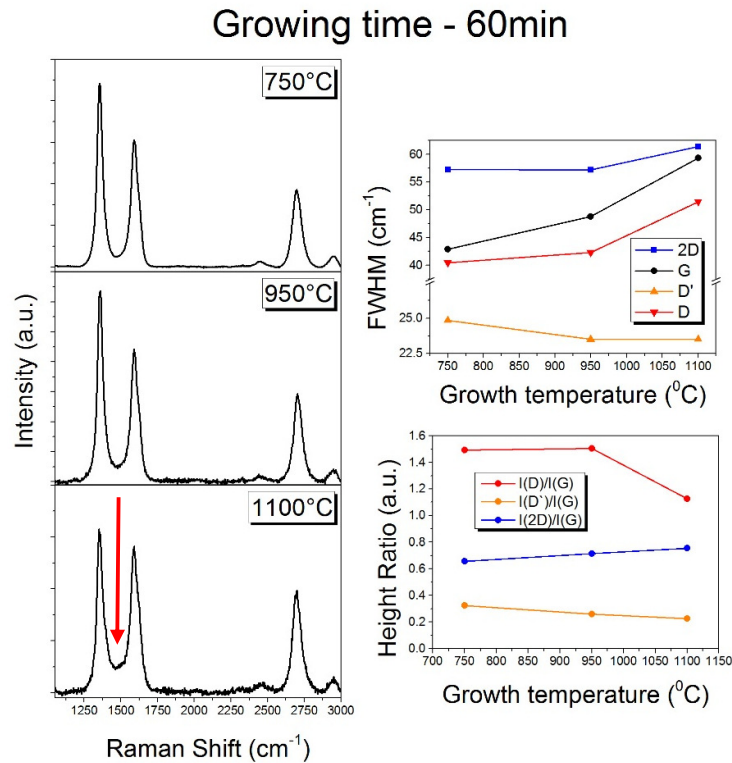 Growing time - 60min
750°C
950°C
1100°C
Intensity (a.u.)
1250 1500 1750 2000 2250 2500 2750 3000
Raman Shift (cm⁻¹)
60
55
50
45
40
25.0
22.5
FWHM (cm⁻¹)
2D
G
D'
D
750 800 850 900 950 1000 1050 1100
Growth temperature (⁰C)
1.6
1.4
1.2
1.0
0.8
0.6
0.4
0.2
0.0
Height Ratio (a.u.)
I(D)/I(G)
I(D`)/I(G)
I(2D)/I(G)
700 750 800 850 900 950 1000 1050 1100 1150
Growth temperature (⁰C)